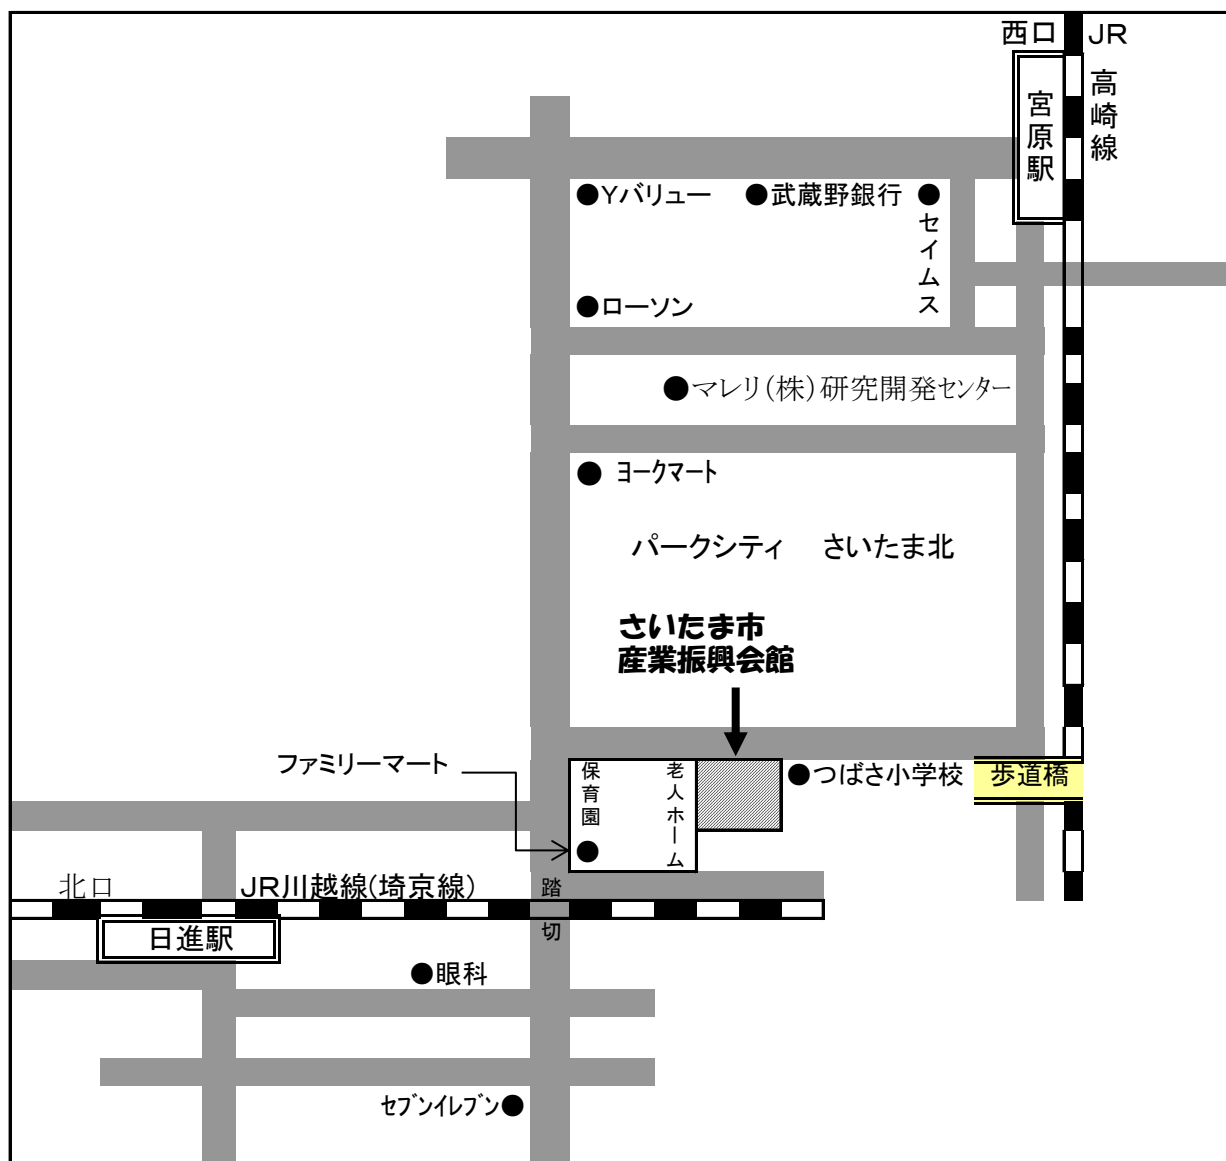 西口
JR
高崎線
宮原駅
●Yバリュー
●武蔵野銀行
●
セイムス
●ローソン
●マレリ(株)研究開発センター
● ヨークマート
パークシティ さいたま北
さいたま市
産業振興会館
ファミリーマート
保育園
老人ホーム
●つばさ小学校
歩道橋
北口
JR川越線(埼京線)
踏切
日進駅
●眼科
セブンイレブン●